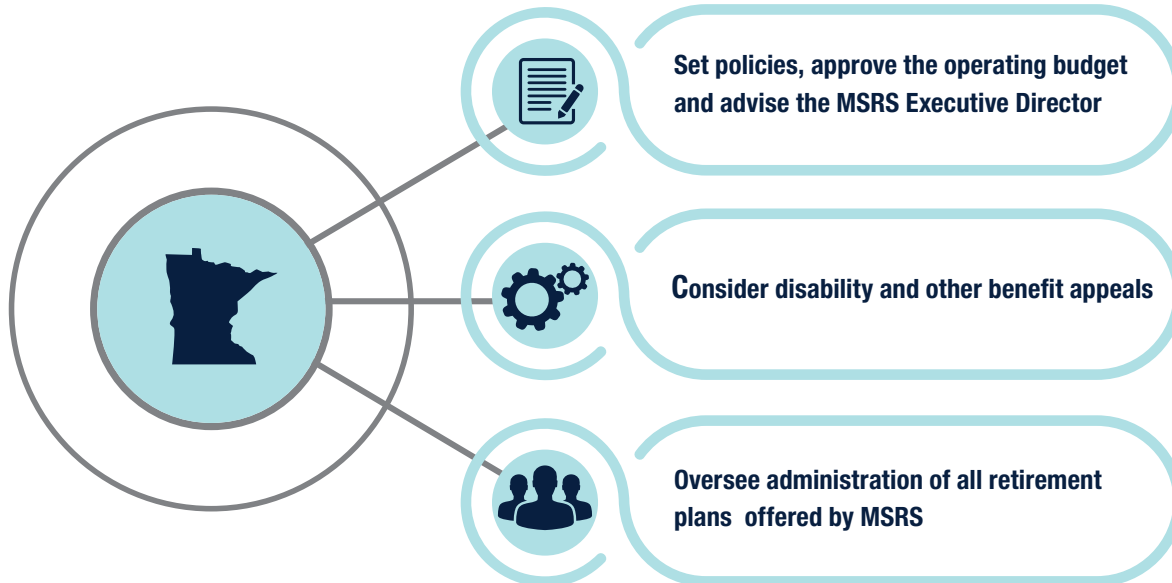 Set policies, approve the operating budget
and advise the MSRS Executive Director
Consider disability and other benefit appeals
Oversee administration of all retirement
plans offered by MSRS